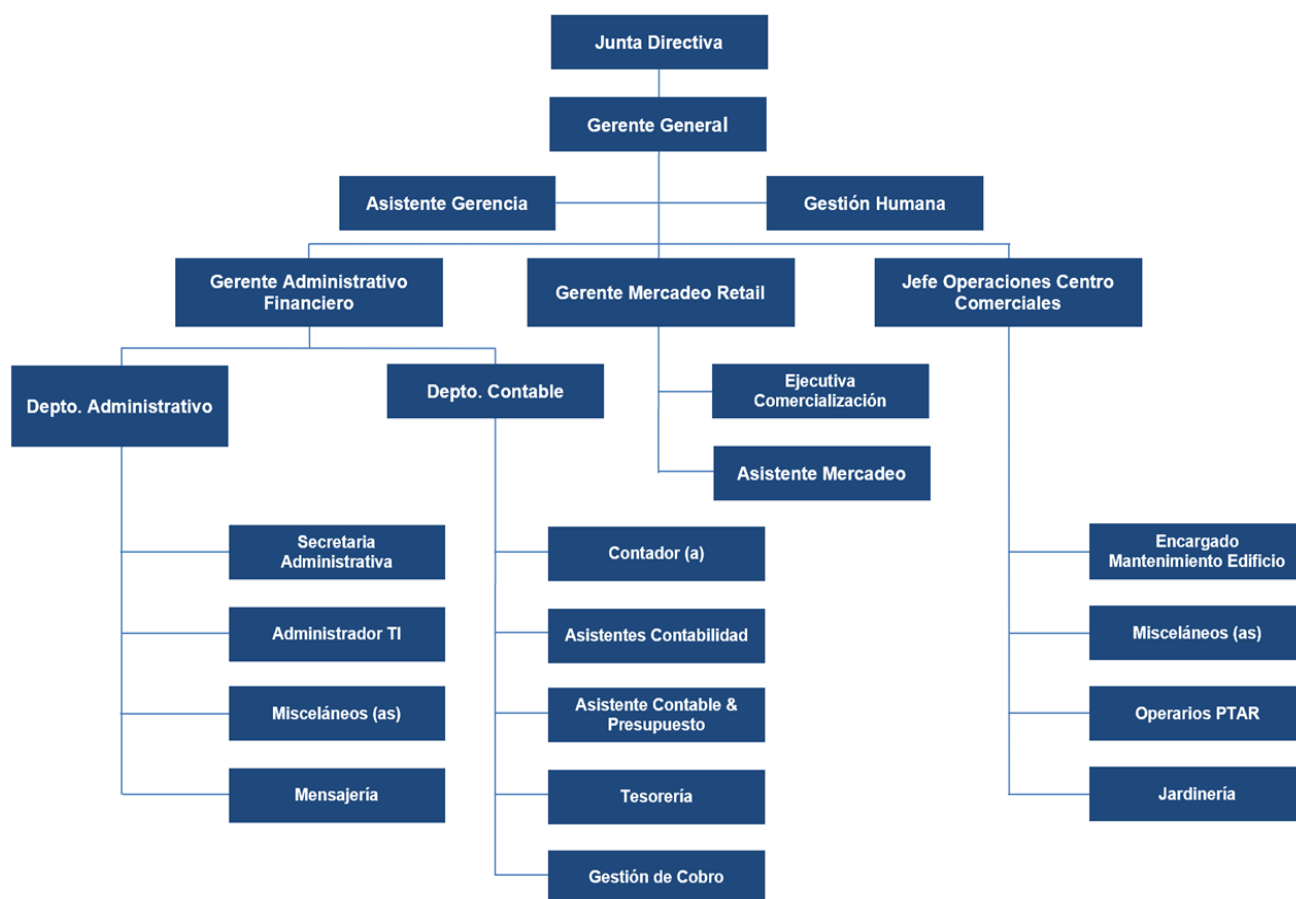 Junta Directiva
Gerente General
Asistente Gerencia
Gestión Humana
Gerente Administrativo
Financiero
Gerente Mercadeo Retail
Jefe Operaciones Centro
Comerciales
Depto. Administrativo
Depto. Contable
Ejecutiva
Comercialización
Asistente Mercadeo
Secretaria
Administrativa
Administrador TI
Misceláneos (as)
Mensajería
Contador (a)
Asistentes Contabilidad
Asistente Contable &
Presupuesto
Tesorería
Gestión de Cobro
Encargado
Mantenimiento Edificio
Misceláneos (as)
Operarios PTAR
Jardinería